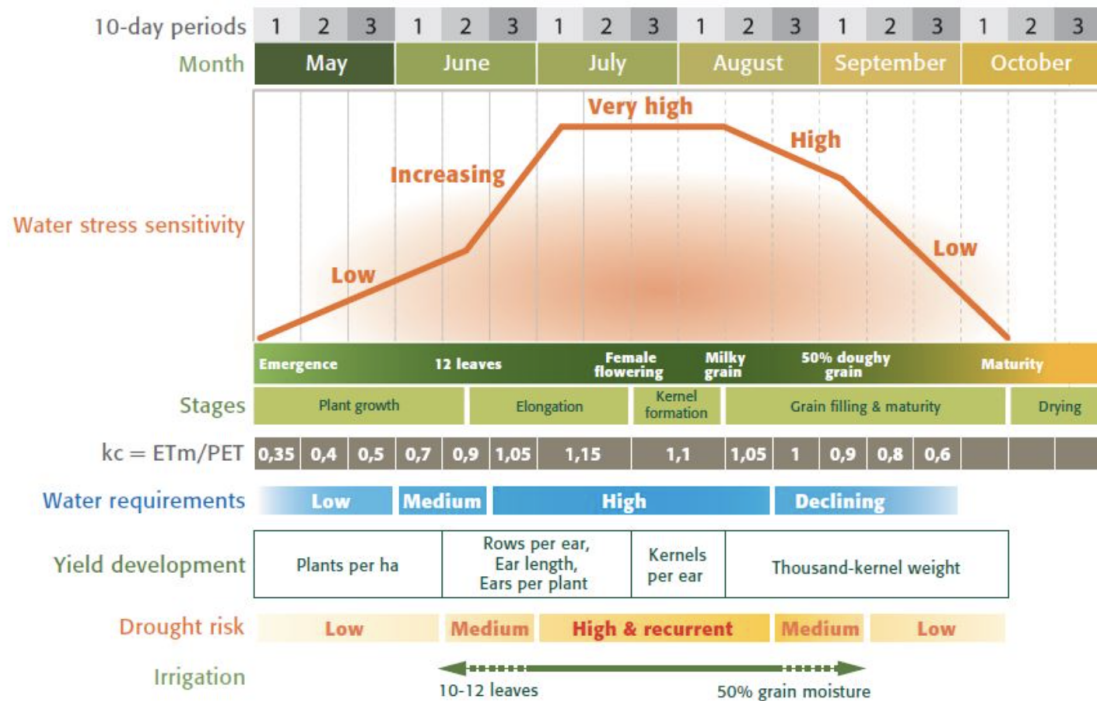 10-day periods 1 2 3 1 2 3 1 2 3 1 2 3 1 2 3 1 2 3
Month May June July August September October
Very high
High
Increasing
Water stress sensitivity
Low
Low
Emergence 12 leaves Female flowering Milky grain 50% doughy grain Maturity
Stages Plant growth Elongation Kernel formation Grain filling & maturity Drying
kc = ETm/PET 0,35 0,4 0,5 0,7 0,9 1,05 1,15 1,1 1,05 1 0,9 0,8 0,6
Water requirements Low Medium High Declining
Yield development Plants per ha Rows per ear, Ear length, Ears per plant Kernels per ear Thousand-kernel weight
Drought risk Low Medium High & recurrent Medium Low
Irrigation
10-12 leaves 50% grain moisture